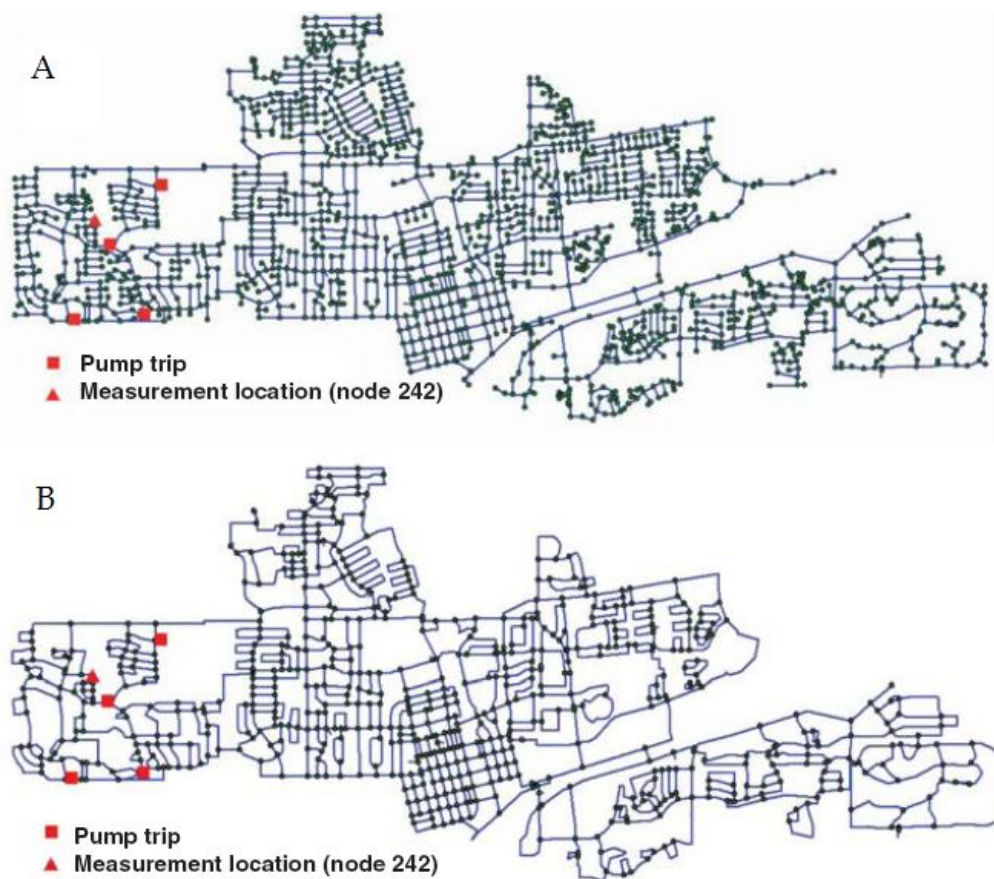 A
Pump trip
Measurement location (node 242)
B
Pump trip
Measurement location (node 242)